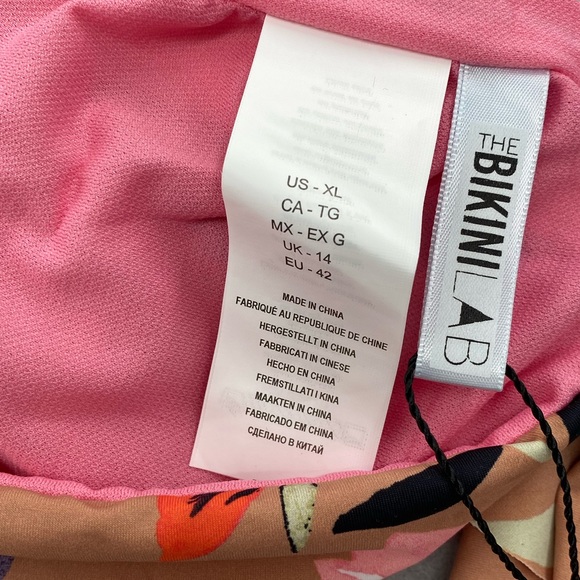 US - XL
CA - TG
MX - EX G
UK - 14
EU - 42
MADE IN CHINA
FABRIQUÉ AU REPUBLIQUE DE CHINE
HERGESTELLT IN CHINA
FABBRICATI IN CINESE
HECHO EN CHINA
FREMSTILLATI I KINA
MAAKTEN IN CHINA
FABRICADO EM CHINA
СДЕЛАНО В КИТАЙ
THE
BIKINI
LAB